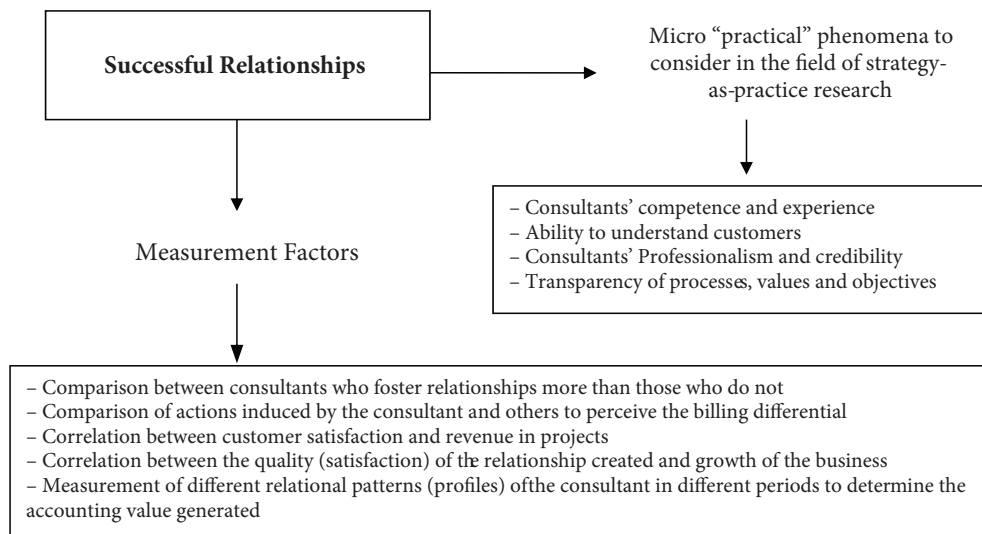 Successful Relationships
Micro “practical” phenomena to
consider in the field of strategy-
as-practice research
– Consultants’ competence and experience
– Ability to understand customers
– Consultants’ Professionalism and credibility
– Transparency of processes, values and objectives
Measurement Factors
– Comparison between consultants who foster relationships more than those who do not
– Comparison of actions induced by the consultant and others to perceive the billing differential
– Correlation between customer satisfaction and revenue in projects
– Correlation between the quality (satisfaction) of the relationship created and growth of the business
– Measurement of different relational patterns (profiles) ofthe consultant in different periods to determine the
accounting value generated